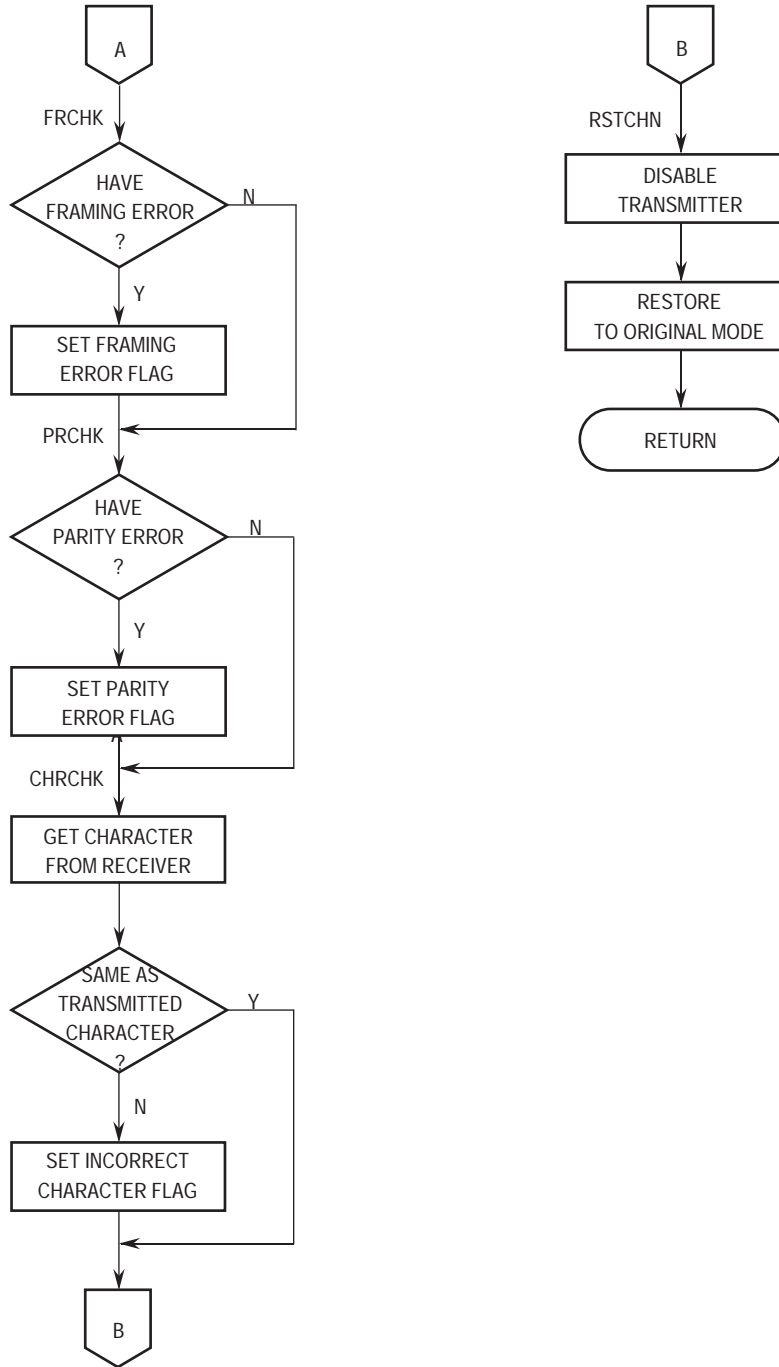 A
FRCHK
HAVE
FRAMING ERROR
?
N
Y
SET FRAMING
ERROR FLAG
PRCHK
HAVE
PARITY ERROR
?
N
Y
SET PARITY
ERROR FLAG
CHRCHK
GET CHARACTER
FROM RECEIVER
SAME AS
TRANSMITTED
CHARACTER
?
Y
N
SET INCORRECT
CHARACTER FLAG
B
B
RSTCHN
DISABLE
TRANSMITTER
RESTORE
TO ORIGINAL MODE
RETURN